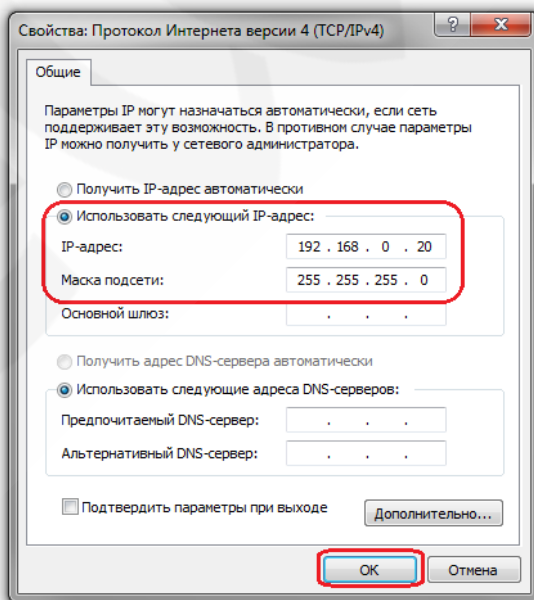 Свойства: Протокол Интернета версии 4 (TCP/IPv4)
Общие
Параметры IP могут назначаться автоматически, если сеть
поддерживает эту возможность. В противном случае параметры
IP можно получить у сетевого администратора.
Получить IP-адрес автоматически
Использовать следующий IP-адрес:
IP-адрес: 192 . 168 . 0 . 20
Маска подсети: 255 . 255 . 255 . 0
Основной шлюз: . . .
Получить адрес DNS-сервера автоматически
Использовать следующие адреса DNS-серверов:
Предпочитаемый DNS-сервер: . . .
Альтернативный DNS-сервер: . . .
Подтвердить параметры при выходе
Дополнительно...
ОК Отмена